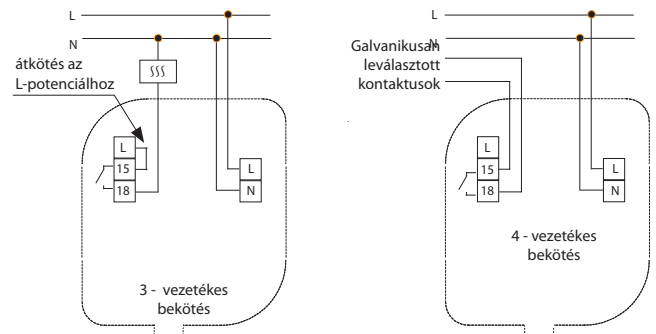 L
N
átkötés az
L-potenciálhoz
L
15
18
L
N
3 - vezetékes
bekötés
L
N
Galvanikusan
leválasztott
kontaktusok
L
15
18
L
N
4 - vezetékes
bekötés